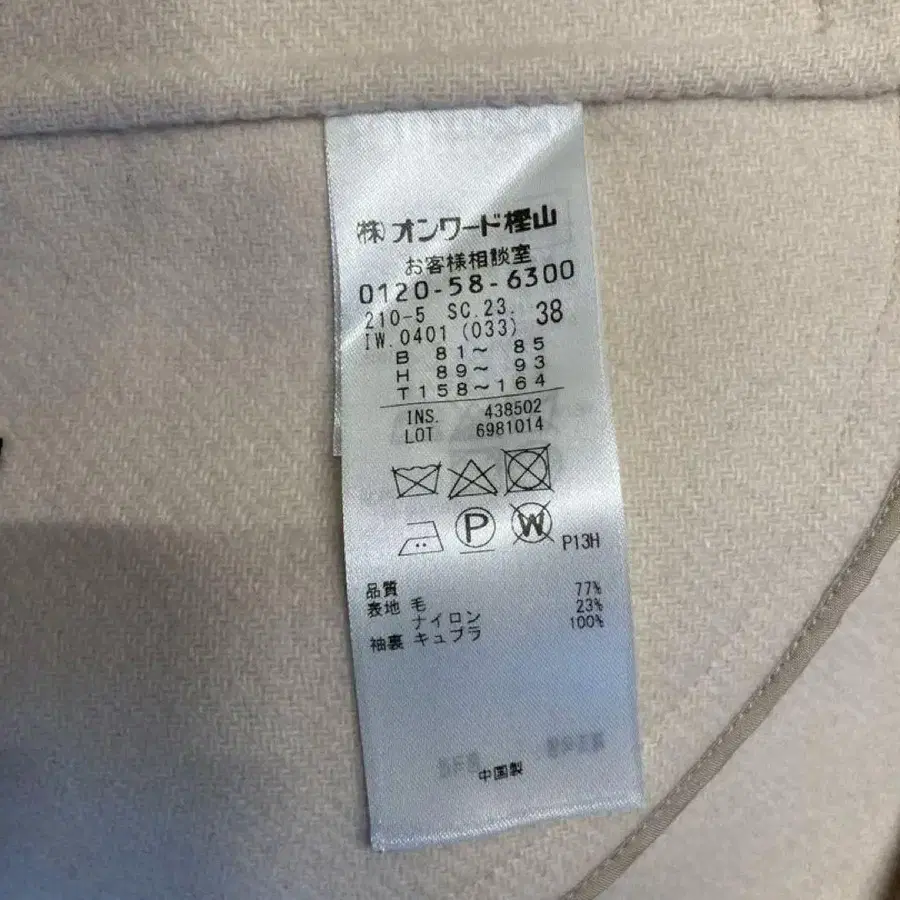 ㈱オンワード樫山
お客様相談室
0120-58-6300
210-5 SC.23. 38
IW.0401 (033)
B 81〜 85
H 89〜 93
T158〜164
INS. 438502
LOT 6981014
P
W
P13H
品質
表地 毛 77%
ナイロン 23%
袖裏 キュプラ 100%
中国製